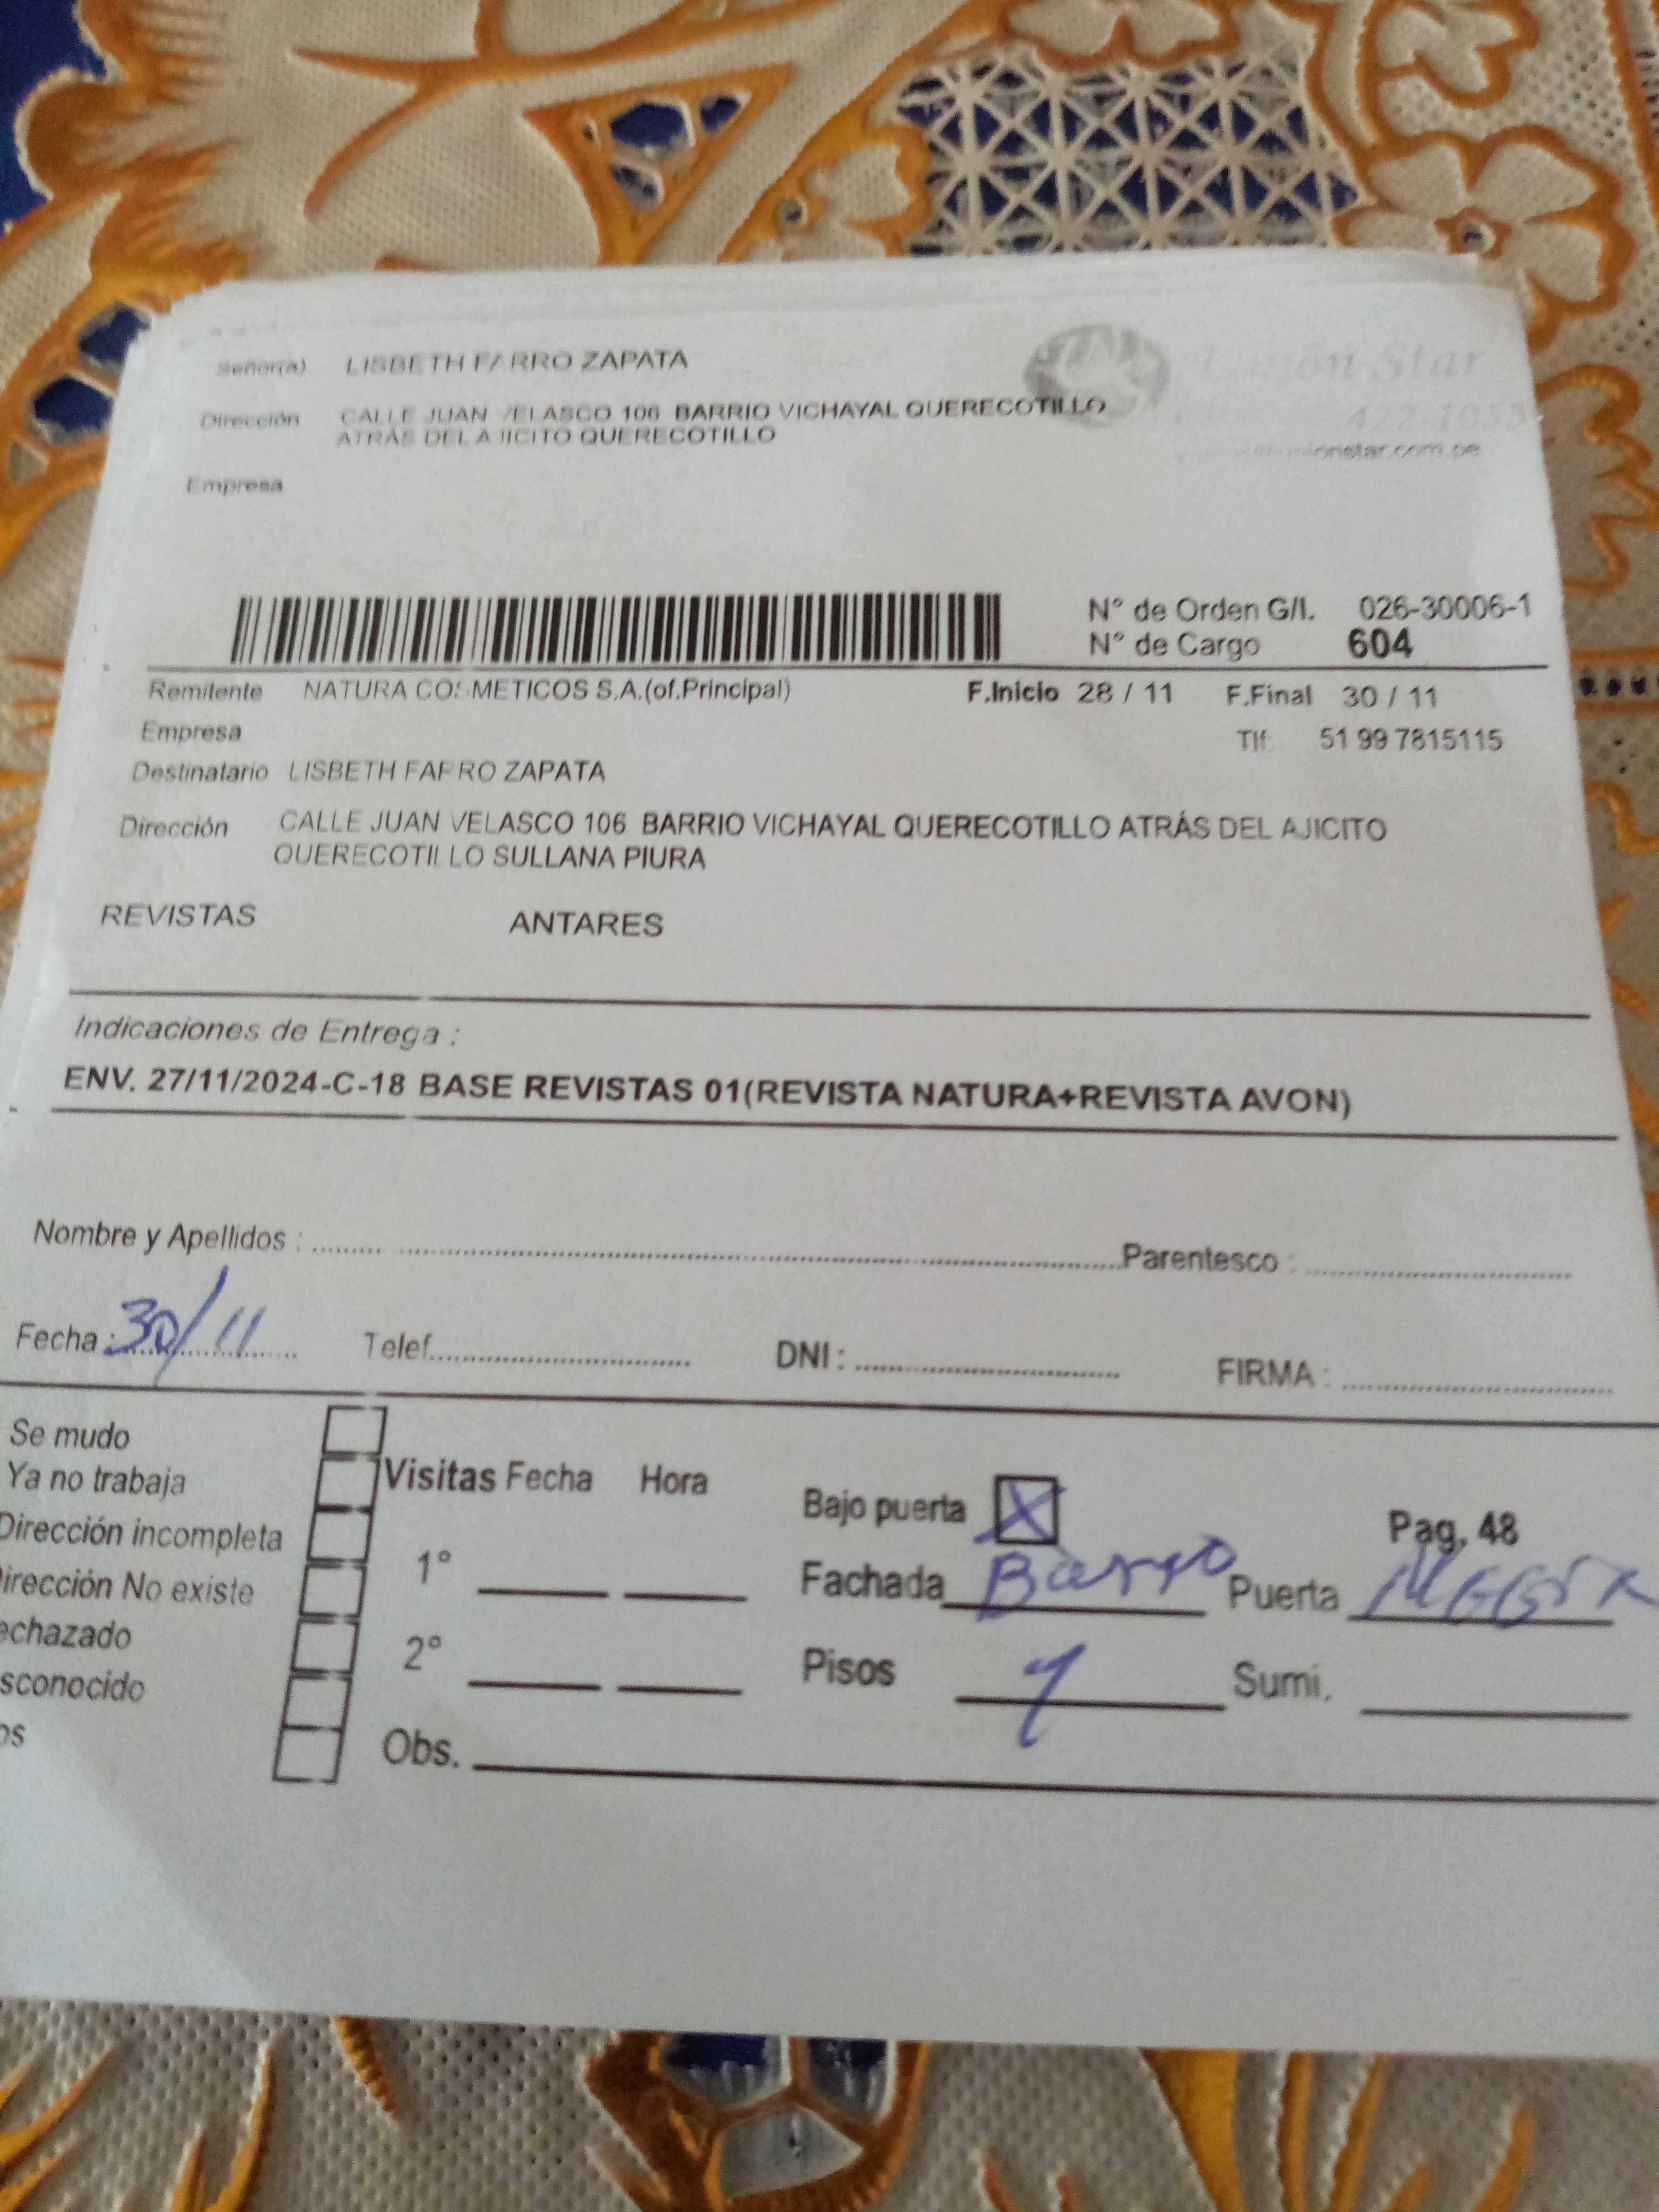 Señor(a) LISBETH FARRO ZAPATA
Dirección CALLE JUAN VELASCO 106 BARRIO VICHAYAL QUERECOTILLO
ATRÁS DEL AJICITO QUERECOTILLO
Star
422-1053
Empresa
N° de Orden G/I. 026-30006-1
N° de Cargo 604
Remitente NATURA COSMETICOS S.A.(of.Principal) F.Inicio 28 / 11 F.Final 30 / 11
Empresa Tlf: 51 99 7815115
Destinatario LISBETH FARRO ZAPATA
Dirección CALLE JUAN VELASCO 106 BARRIO VICHAYAL QUERECOTILLO ATRÁS DEL AJICITO
QUERECOTILLO SULLANA PIURA
REVISTAS ANTARES
Indicaciones de Entrega :
ENV. 27/11/2024-C-18 BASE REVISTAS 01(REVISTA NATURA+REVISTA AVON)
Nombre y Apellidos : Parentesco :
Fecha : 30/11 Telef. DNI : FIRMA :
Se mudo
Ya no trabaja
Dirección incompleta
irección No existe
echazado
sconocido
os
Visitas Fecha Hora
1°
2°
Obs.
Bajo puerta X Pag, 48
Fachada Barro Puerta
Pisos 1 Sumi.